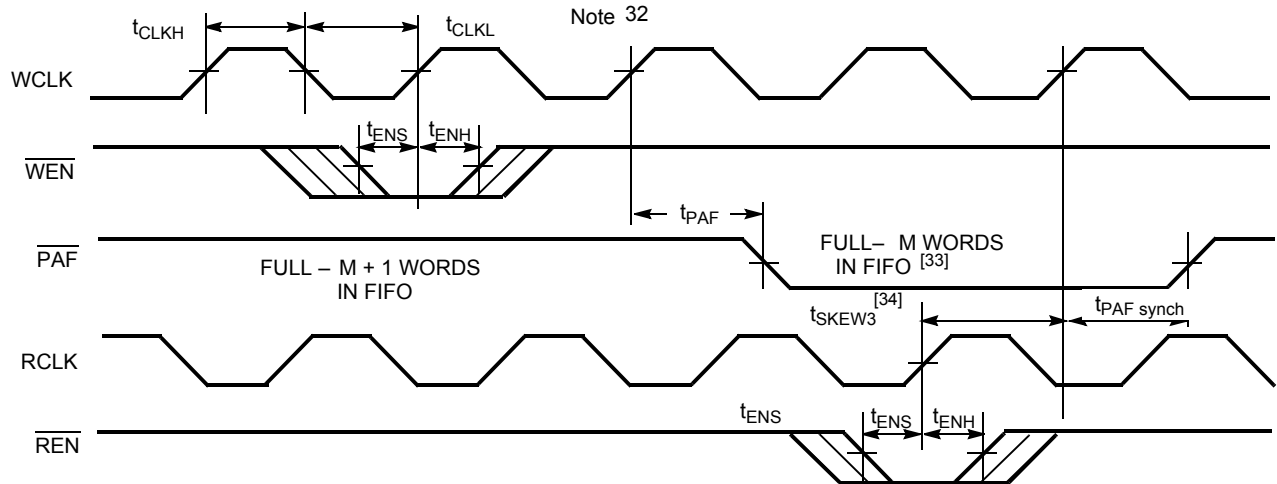 Note 32
tCLKH
tCLKL
WCLK
tENS
tENH
WEN
tPAF
PAF
FULL – M + 1 WORDS
IN FIFO
FULL– M WORDS
IN FIFO [33]
[34]
tSKEW3
tPAF synch
RCLK
tENS
tENS
tENH
REN